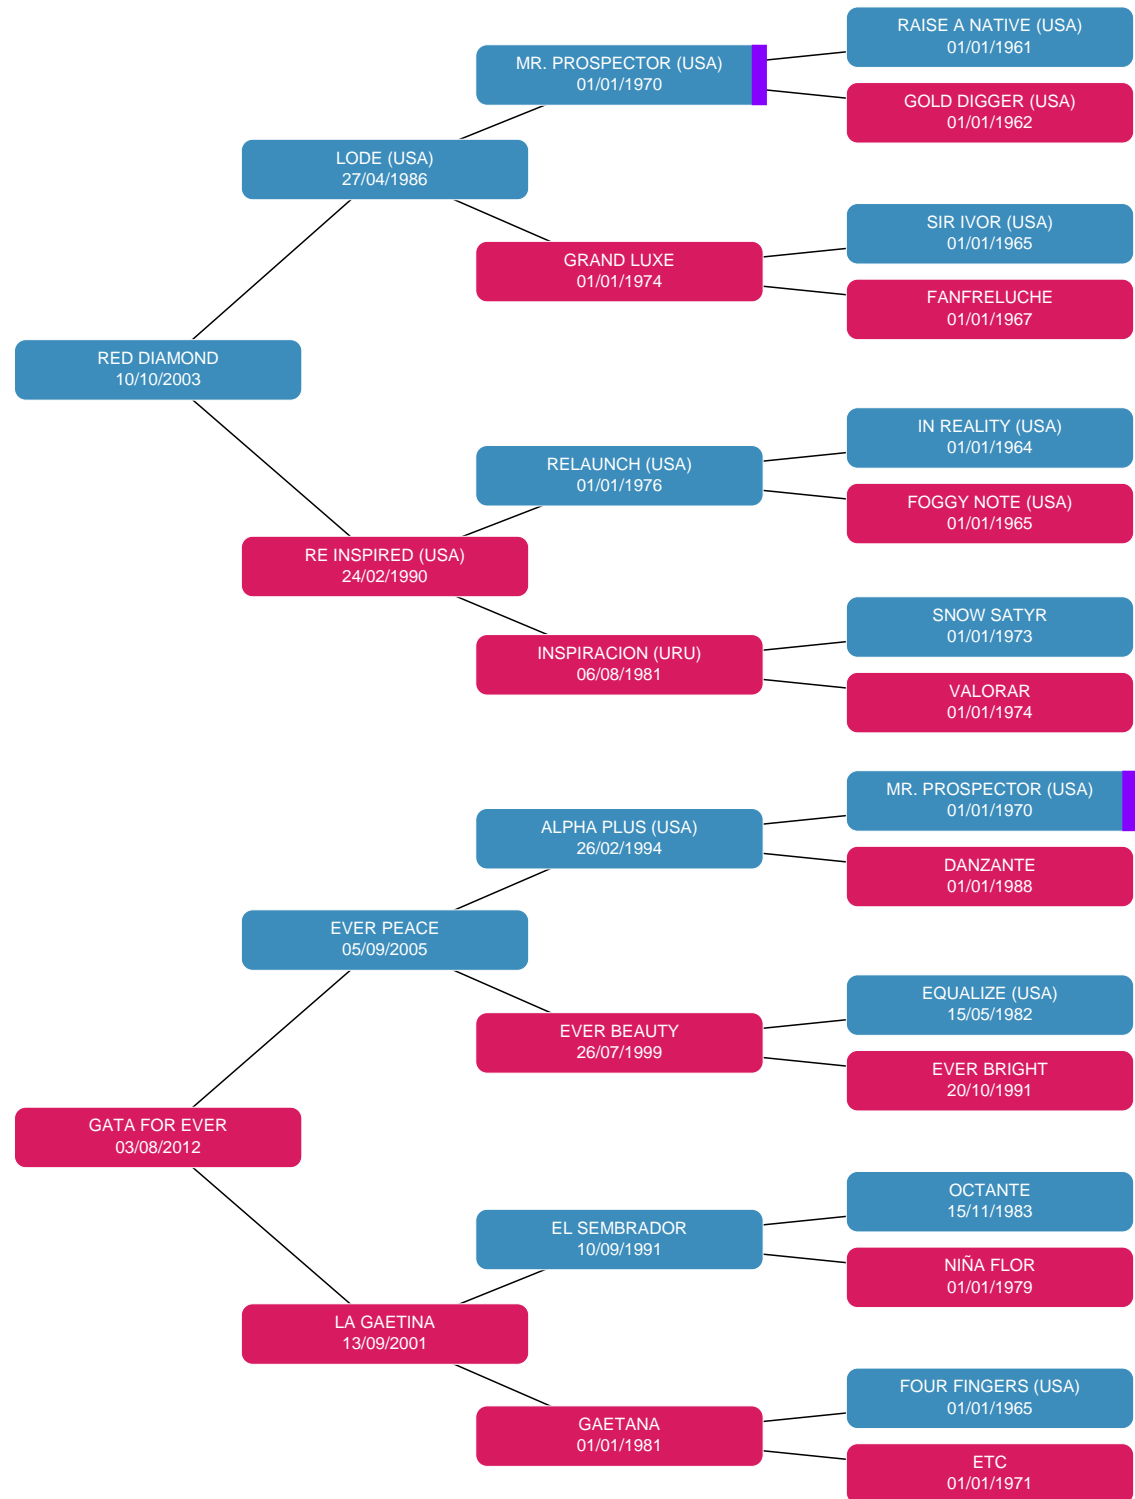 RAISE A NATIVE (USA)
01/01/1961
MR. PROSPECTOR (USA)
01/01/1970
GOLD DIGGER (USA)
01/01/1962
LODE (USA)
27/04/1986
SIR IVOR (USA)
01/01/1965
GRAND LUXE
01/01/1974
FANFRELUCHE
01/01/1967
RED DIAMOND
10/10/2003
IN REALITY (USA)
01/01/1964
RELAUNCH (USA)
01/01/1976
FOGGY NOTE (USA)
01/01/1965
RE INSPIRED (USA)
24/02/1990
SNOW SATYR
01/01/1973
INSPIRACION (URU)
06/08/1981
VALORAR
01/01/1974
MR. PROSPECTOR (USA)
01/01/1970
ALPHA PLUS (USA)
26/02/1994
DANZANTE
01/01/1988
EVER PEACE
05/09/2005
EQUALIZE (USA)
15/05/1982
EVER BEAUTY
26/07/1999
EVER BRIGHT
20/10/1991
GATA FOR EVER
03/08/2012
OCTANTE
15/11/1983
EL SEMBRADOR
10/09/1991
NIÑA FLOR
01/01/1979
LA GAETINA
13/09/2001
FOUR FINGERS (USA)
01/01/1965
GAETANA
01/01/1981
ETC
01/01/1971